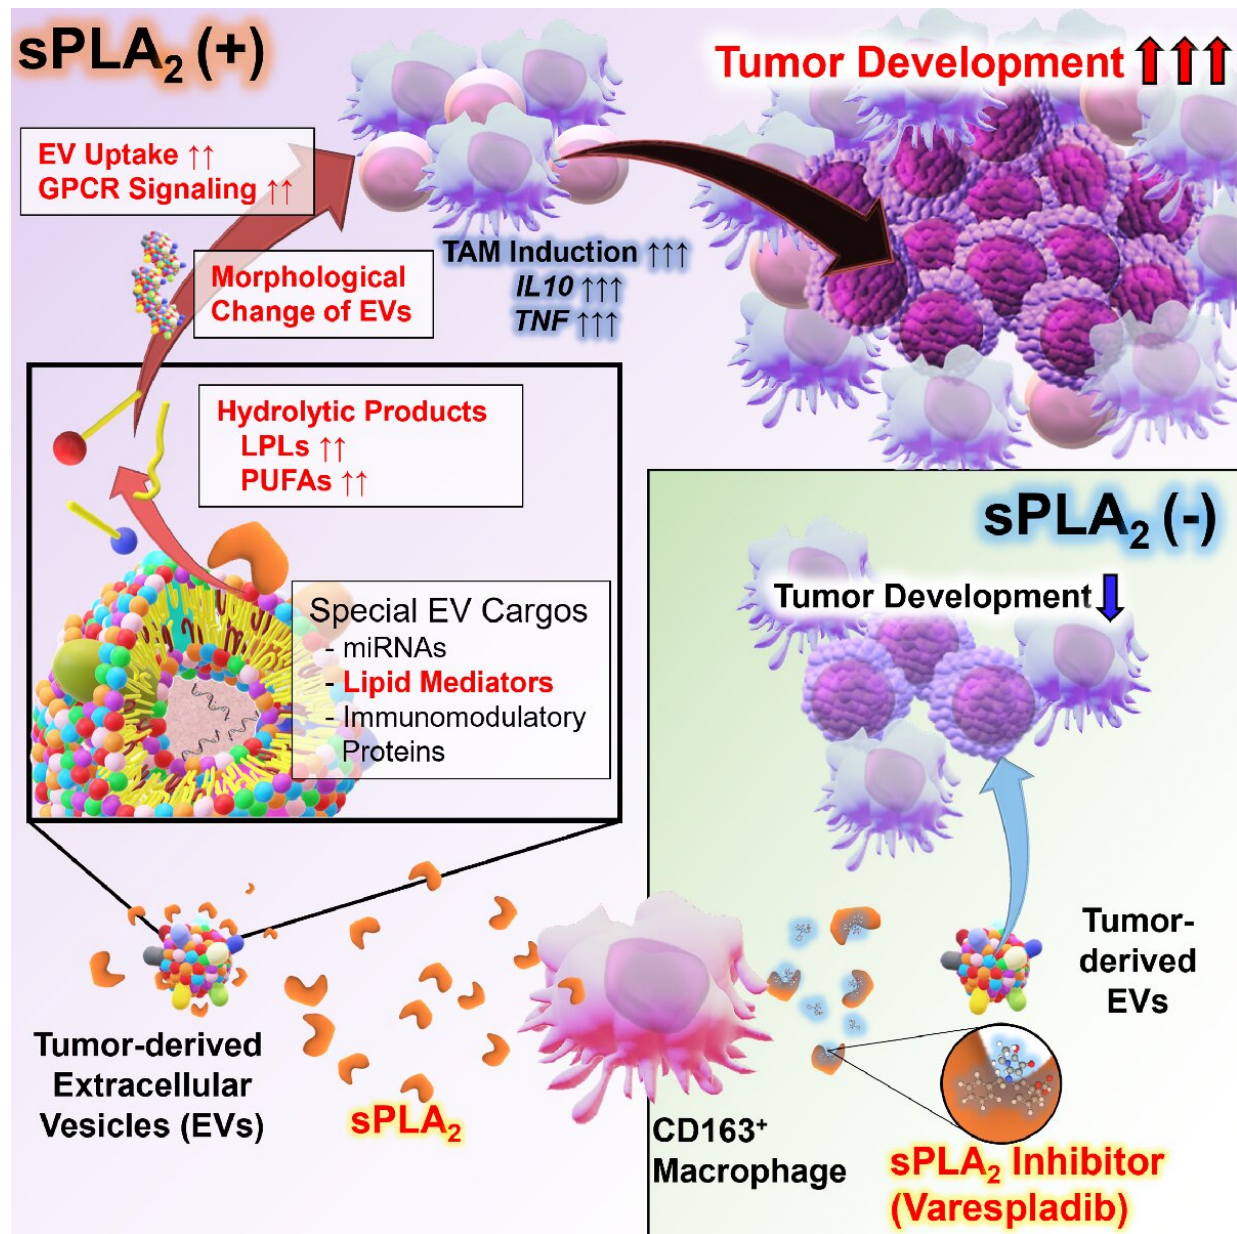 sPLA₂ (+)
Tumor Development
EV Uptake ↑↑
GPCR Signaling ↑↑
Morphological
Change of EVs
TAM Induction ↑↑↑
IL10 ↑↑↑
TNF ↑↑↑
Hydrolytic Products
LPLs ↑↑
PUFAs ↑↑
Special EV Cargos
- miRNAs
- Lipid Mediators
- Immunomodulatory
Proteins
Tumor-derived
Extracellular
Vesicles (EVs)
sPLA₂
CD163⁺
Macrophage
sPLA₂ (-)
Tumor Development
Tumor-
derived
EVs
sPLA₂ Inhibitor
(Varespladib)